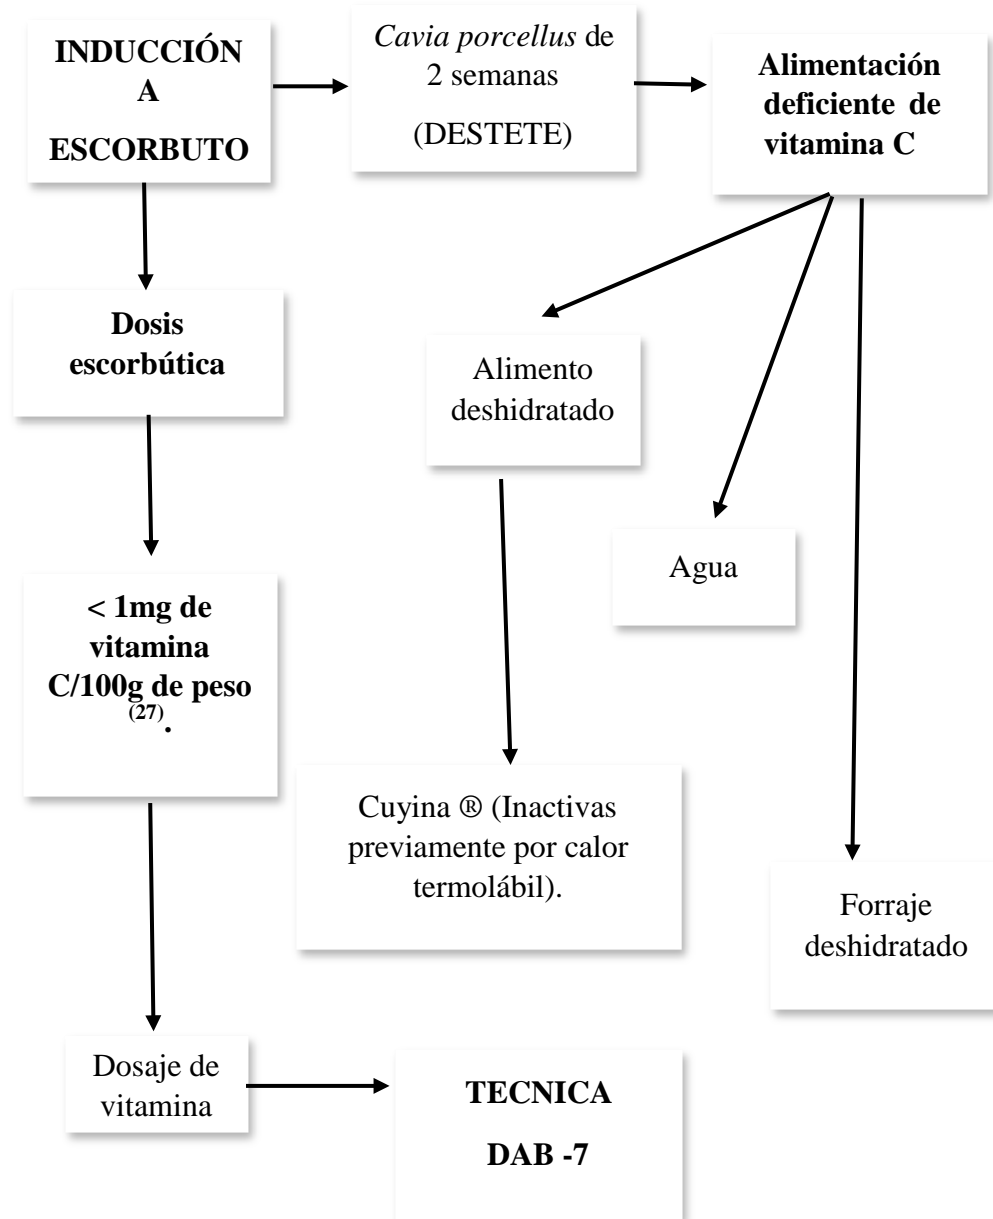 INDUCCIÓN
A
ESCORBUTO
Cavia porcellus de
2 semanas
(DESTETE)
Alimentación
deficiente de
vitamina C
Dosis
escorbútica
Alimento
deshidratado
Agua
< 1mg de
vitamina
C/100g de peso
(27).
Cuyina ® (Inactivas
previamente por calor
termolábil).
Forraje
deshidratado
Dosaje de
vitamina
TECNICA
DAB -7